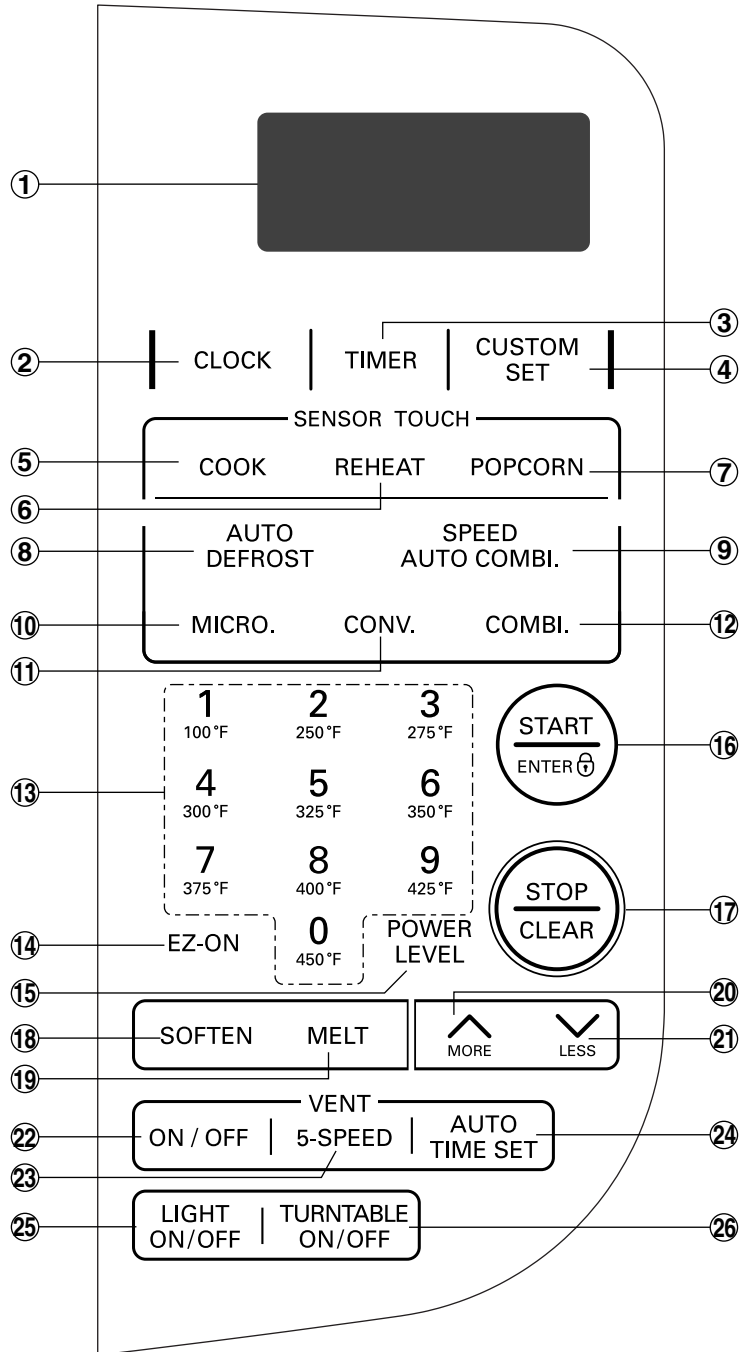 1
3
2 CLOCK TIMER CUSTOM SET 4
SENSOR TOUCH
5 COOK REHEAT POPCORN 7
6
8 AUTO DEFROST SPEED AUTO COMBI. 9
10 MICRO. CONV. COMBI. 12
11
1 2 3
100°F 250°F 275°F
START
ENTER
16
13
4 5 6
300°F 325°F 350°F
7 8 9
375°F 400°F 425°F
STOP
CLEAR
17
14 EZ-ON
0
450°F
POWER
LEVEL
15
20
18 SOFTEN MELT MORE LESS 21
19
VENT
22 ON / OFF 5-SPEED AUTO TIME SET 24
23
25 LIGHT ON/OFF TURNTABLE ON/OFF 26